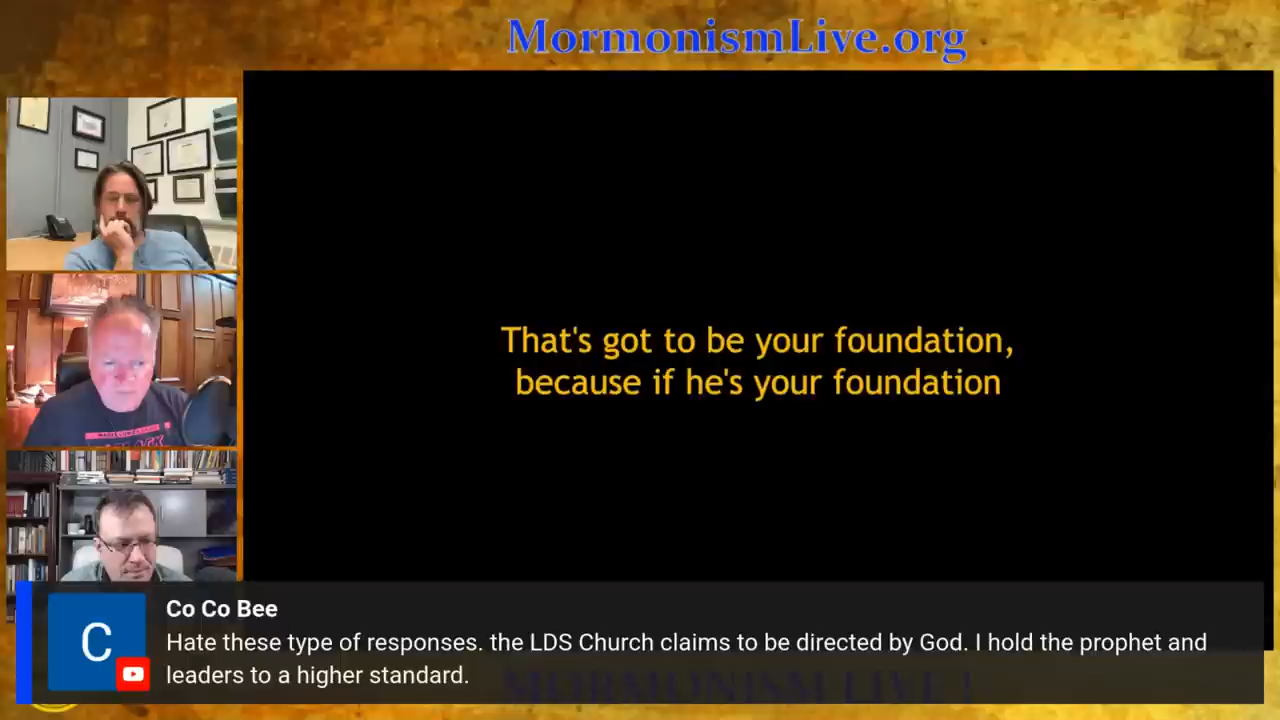 MormonismLive.org
That's got to be your foundation,
because if he's your foundation
C
Co Co Bee
Hate these type of responses. the LDS Church claims to be directed by God. I hold the prophet and
leaders to a higher standard.
MORMONISM LIVE !